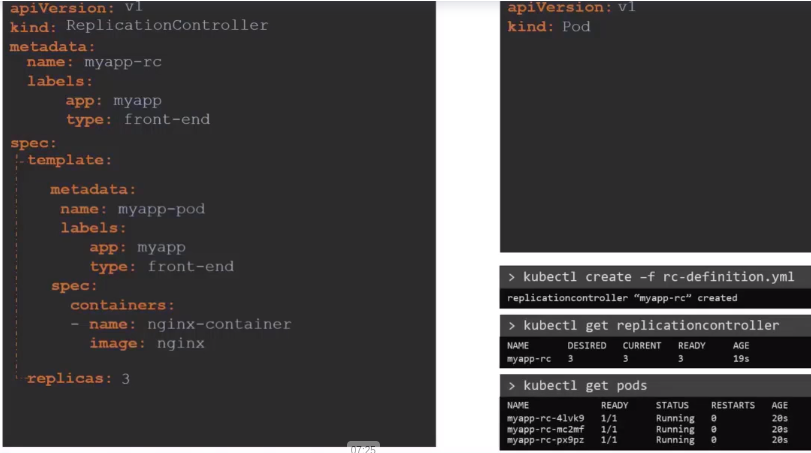 apiVersion: v1
kind: ReplicationController
metadata:
name: myapp-rc
labels:
app: myapp
type: front-end
spec:
template:
metadata:
name: myapp-pod
labels:
app: myapp
type: front-end
spec:
containers:
- name: nginx-container
image: nginx
replicas: 3
apiVersion: v1
kind: Pod
> kubectl create –f rc-definition.yml
replicationcontroller “myapp-rc” created
> kubectl get replicationcontroller
NAME DESIRED CURRENT READY AGE
myapp-rc 3 3 3 19s
> kubectl get pods
NAME READY STATUS RESTARTS AGE
myapp-rc-4lvk9 1/1 Running 0 20s
myapp-rc-mc2mf 1/1 Running 0 20s
myapp-rc-px9pz 1/1 Running 0 20s
07:25